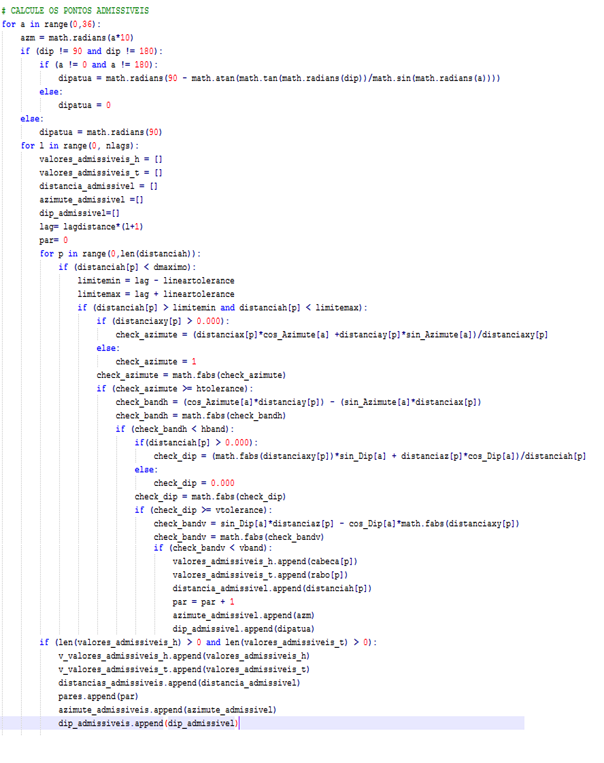 # CALCULE OS PONTOS ADMISSIVEIS
for a in range(0,36):
    azm = math.radians(a*10)
    if (dip != 90 and dip != 180):
        if (a != 0 and a != 180):
            dipatua = math.radians(90 - math.atan(math.tan(math.radians(dip))/math.sin(math.radians(a))))
        else:
            dipatua = 0
    else:
        dipatua = math.radians(90)
    for l in range(0, nlags):
        valores_admissiveis_h = []
        valores_admissiveis_t = []
        distancia_admissivel = []
        azimute_admissivel =[]
        dip_admissivel=[]
        lag= lagdistance*(l+1)
        par= 0
        for p in range(0,len(distanciah)):
            if (distanciah[p] < dmaximo):
                limitemin = lag - lineartolerance
                limitemax = lag + lineartolerance
                if (distanciah[p] > limitemin and distanciah[p] < limitemax):
                    if (distanciaxy[p] > 0.000):
                        check_azimute = (distanciax[p]*cos_Azimute[a] +distanciay[p]*sin_Azimute[a])/distanciaxy[p]
                    else:
                        check_azimute = 1
                    check_azimute = math.fabs(check_azimute)
                    if (check_azimute >= htolerance):
                        check_bandh = (cos_Azimute[a]*distanciay[p]) - (sin_Azimute[a]*distanciax[p])
                        check_bandh = math.fabs(check_bandh)
                        if (check_bandh < hband):
                            if(distanciah[p] > 0.000):
                                check_dip = (math.fabs(distanciaxy[p])*sin_Dip[a] + distanciaz[p]*cos_Dip[a])/distanciah[p]
                            else:
                                check_dip = 0.000
                            check_dip = math.fabs(check_dip)
                            if (check_dip >= vtolerance):
                                check_bandv = sin_Dip[a]*distanciaz[p] - cos_Dip[a]*math.fabs(distanciaxy[p])
                                check_bandv = math.fabs(check_bandv)
                                if (check_bandv < vband):
                                    valores_admissiveis_h.append(cabeca[p])
                                    valores_admissiveis_t.append(rabo[p])
                                    distancia_admissivel.append(distanciah[p])
                                    par = par + 1
                                    azimute_admissivel.append(azm)
                                    dip_admissivel.append(dipatua)
        if (len(valores_admissiveis_h) > 0 and len(valores_admissiveis_t) > 0):
            v_valores_admissiveis_h.append(valores_admissiveis_h)
            v_valores_admissiveis_t.append(valores_admissiveis_t)
            distancias_admissiveis.append(distancia_admissivel)
            pares.append(par)
            azimute_admissiveis.append(azimute_admissivel)
            dip_admissiveis.append(dip_admissivel)